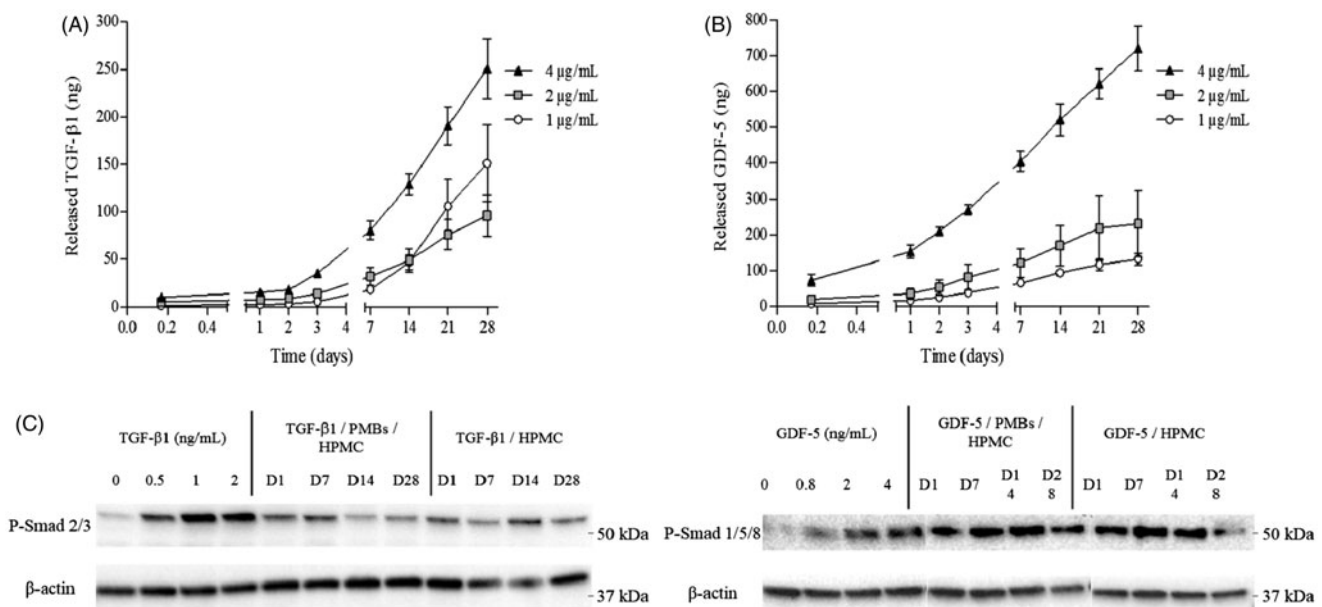 (A)
300
250
200
150
100
50
0
Released TGF-β1 (ng)
0.0 0.2 0.4 1 2 3 4 7 14 21 28
Time (days)
4 µg/mL
2 µg/mL
1 µg/mL
(B)
800
700
600
500
400
300
200
100
0
Released GDF-5 (ng)
0.0 0.2 0.4 1 2 3 4 7 14 21 28
Time (days)
4 µg/mL
2 µg/mL
1 µg/mL
(C)
TGF-β1 (ng/mL)
0 0.5 1 2
TGF-β1 / PMBs /
HPMC
D1 D7 D14 D28
TGF-β1 / HPMC
D1 D7 D14 D28
P-Smad 2/3
- 50 kDa
β-actin
- 37 kDa
GDF-5 (ng/mL)
0 0.8 2 4
GDF-5 / PMBs /
HPMC
D1 D7 D1 D2
4 8
GDF-5 / HPMC
D1 D7 D1 D2
4 8
P-Smad 1/5/8
- 50 kDa
β-actin
- 37 kDa